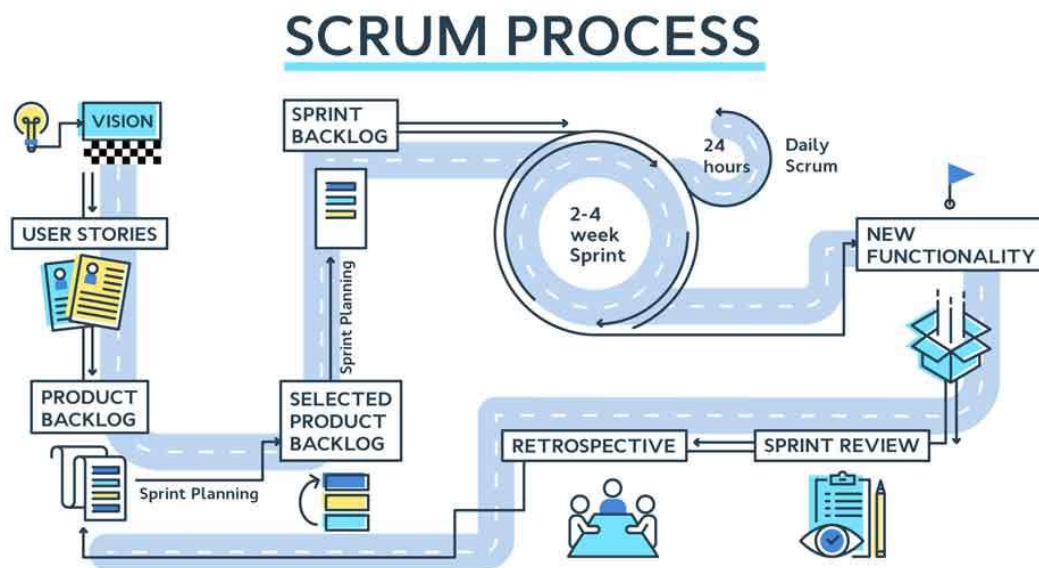 SCRUM PROCESS
VISION
USER STORIES
PRODUCT
BACKLOG
Sprint Planning
SELECTED
PRODUCT
BACKLOG
Sprint Planning
SPRINT
BACKLOG
2-4
week
Sprint
24
hours
Daily
Scrum
NEW
FUNCTIONALITY
SPRINT REVIEW
RETROSPECTIVE